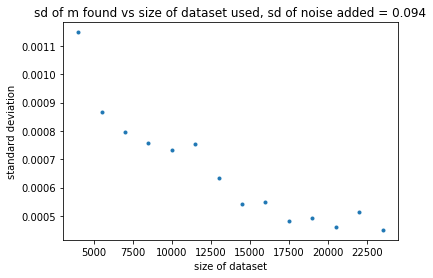 sd of m found vs size of dataset used, sd of noise added = 0.094
0.0011
0.0010
0.0009
0.0008
0.0007
0.0006
0.0005
standard deviation
5000 7500 10000 12500 15000 17500 20000 22500
size of dataset